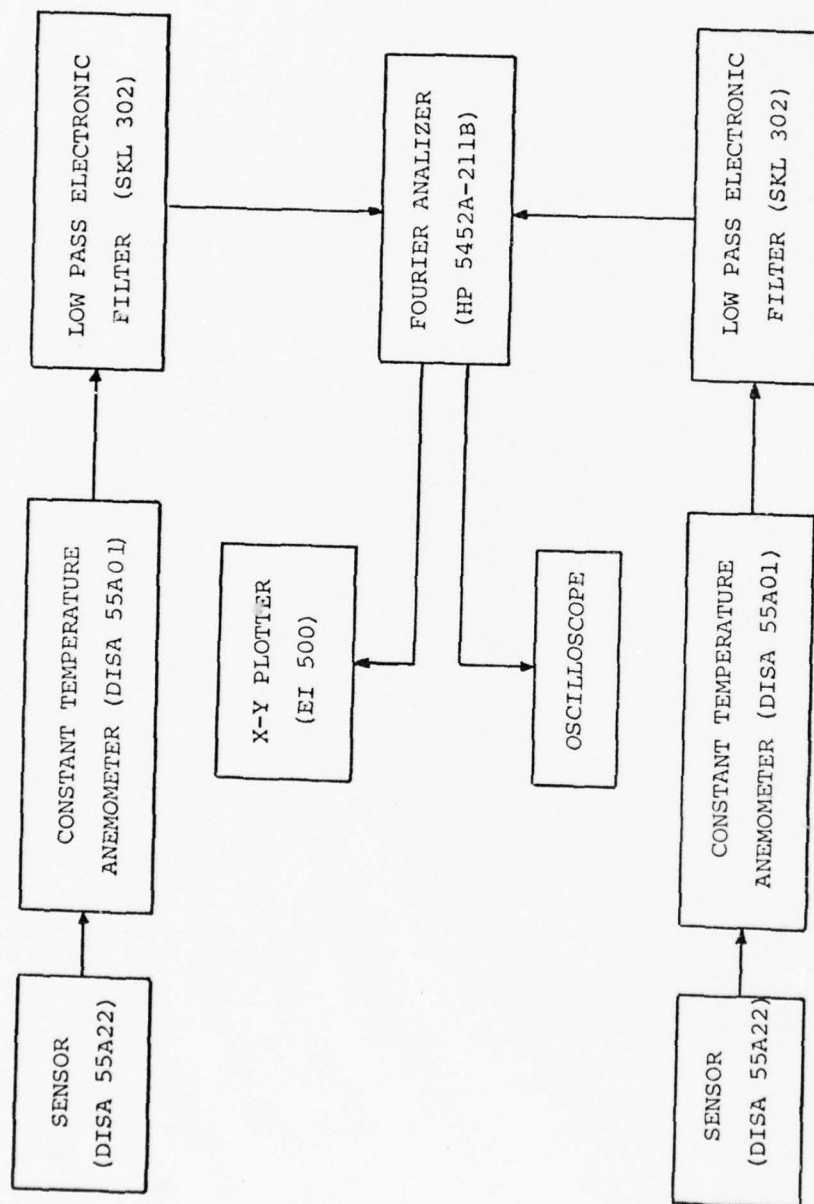 SENSOR
(DISA 55A22)
CONSTANT TEMPERATURE
ANEMOMETER (DISA 55A01)
LOW PASS ELECTRONIC
FILTER (SKL 302)
X-Y PLOTTER
(EI 500)
FOURIER ANALIZER
(HP 5452A-211B)
OSCILLOSCOPE
SENSOR
(DISA 55A22)
CONSTANT TEMPERATURE
ANEMOMETER (DISA 55A01)
LOW PASS ELECTRONIC
FILTER (SKL 302)